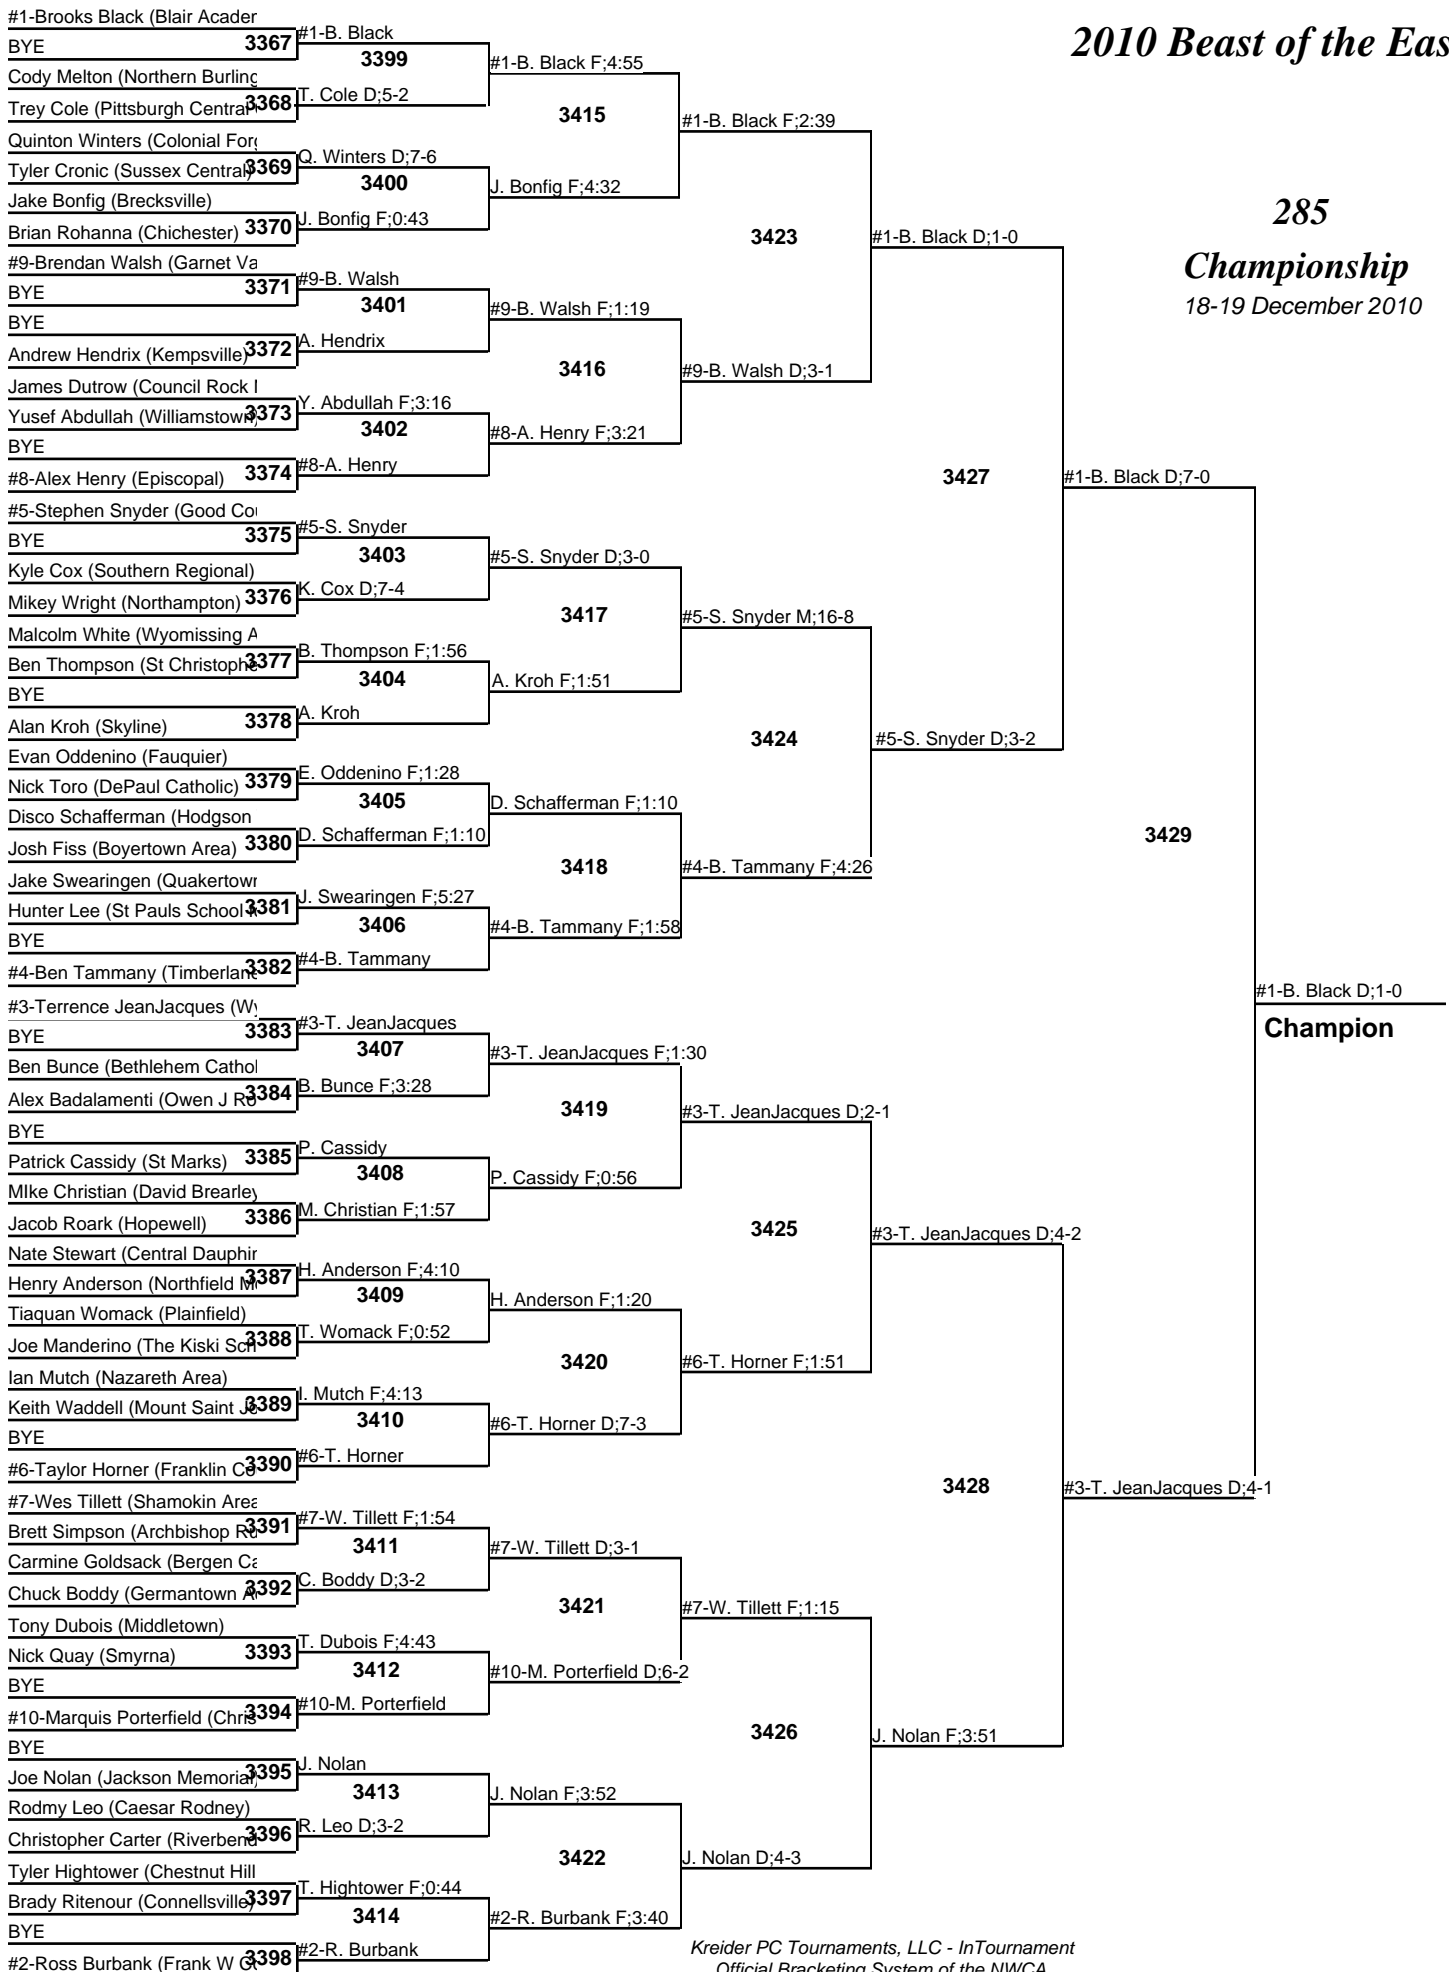 2010 Beast of the Eas
285
Championship
18-19 December 2010
#1-Brooks Black (Blair Acader
BYE
3367
Cody Melton (Northern Burling
Trey Cole (Pittsburgh Central
3368
Quinton Winters (Colonial Forg
Tyler Cronic (Sussex Central)
3369
Jake Bonfig (Brecksville)
Brian Rohanna (Chichester)
3370
#9-Brendan Walsh (Garnet Va
BYE
3371
BYE
Andrew Hendrix (Kempsville)
3372
James Dutrow (Council Rock
Yusef Abdullah (Williamstown)
3373
BYE
#8-Alex Henry (Episcopal)
3374
#5-Stephen Snyder (Good Cou
BYE
3375
Kyle Cox (Southern Regional)
Mikey Wright (Northampton)
3376
Malcolm White (Wyomissing A
Ben Thompson (St Christophe
3377
BYE
Alan Kroh (Skyline)
3378
Evan Oddenino (Fauquier)
Nick Toro (DePaul Catholic)
3379
Disco Schafferman (Hodgson
Josh Fiss (Boyertown Area)
3380
Jake Swearingen (Quakertown
Hunter Lee (St Pauls School
3381
BYE
#4-Ben Tammany (Timberlane
3382
#3-Terrence JeanJacques (Wy
BYE
3383
Ben Bunce (Bethlehem Cathol
Alex Badalamenti (Owen J Ro
3384
BYE
Patrick Cassidy (St Marks)
3385
MIke Christian (David Brearley
Jacob Roark (Hopewell)
3386
Nate Stewart (Central Dauphin
Henry Anderson (Northfield Mo
3387
Tiaquan Womack (Plainfield)
Joe Manderino (The Kiski Sch
3388
Ian Mutch (Nazareth Area)
Keith Waddell (Mount Saint Jo
3389
BYE
#6-Taylor Horner (Franklin Co
3390
#7-Wes Tillett (Shamokin Area
Brett Simpson (Archbishop Ru
3391
Carmine Goldsack (Bergen Ca
Chuck Boddy (Germantown A
3392
Tony Dubois (Middletown)
Nick Quay (Smyrna)
3393
BYE
#10-Marquis Porterfield (Chris
3394
BYE
Joe Nolan (Jackson Memorial)
3395
Rodmy Leo (Caesar Rodney)
Christopher Carter (Riverbend
3396
Tyler Hightower (Chestnut Hill
Brady Ritenour (Connellsville)
3397
BYE
#2-Ross Burbank (Frank W
3398
#1-B. Black
3399
T. Cole D;5-2
Q. Winters D;7-6
3400
J. Bonfig F;0:43
#9-B. Walsh
3401
A. Hendrix
Y. Abdullah F;3:16
3402
#8-A. Henry
#5-S. Snyder
3403
K. Cox D;7-4
B. Thompson F;1:56
3404
A. Kroh
E. Oddenino F;1:28
3405
D. Schafferman F;1:10
J. Swearingen F;5:27
3406
#4-B. Tammany
#3-T. JeanJacques
3407
B. Bunce F;3:28
P. Cassidy
3408
M. Christian F;1:57
H. Anderson F;4:10
3409
T. Womack F;0:52
I. Mutch F;4:13
3410
#6-T. Horner
#7-W. Tillett F;1:54
3411
C. Boddy D;3-2
T. Dubois F;4:43
3412
#10-M. Porterfield
J. Nolan
3413
R. Leo D;3-2
T. Hightower F;0:44
3414
#2-R. Burbank
#1-B. Black F;4:55
3415
J. Bonfig F;4:32
#9-B. Walsh F;1:19
3416
#8-A. Henry F;3:21
#5-S. Snyder D;3-0
3417
A. Kroh F;1:51
D. Schafferman F;1:10
3418
#4-B. Tammany F;1:58
#3-T. JeanJacques F;1:30
3419
P. Cassidy F;0:56
H. Anderson F;1:20
3420
#6-T. Horner D;7-3
#7-W. Tillett D;3-1
3421
#10-M. Porterfield D;6-2
J. Nolan F;3:52
3422
#2-R. Burbank F;3:40
#1-B. Black F;2:39
3423
#9-B. Walsh D;3-1
#5-S. Snyder M;16-8
3424
#4-B. Tammany F;4:26
#3-T. JeanJacques D;2-1
3425
#6-T. Horner F;1:51
#7-W. Tillett F;1:15
3426
J. Nolan D;4-3
#1-B. Black D;1-0
3427
#5-S. Snyder D;3-2
#3-T. JeanJacques D;4-2
3428
J. Nolan F;3:51
#1-B. Black D;7-0
3429
#3-T. JeanJacques D;4-1
#1-B. Black D;1-0
Champion
Kreider PC Tournaments, LLC - InTournament
Official Bracketing System of the NWCA